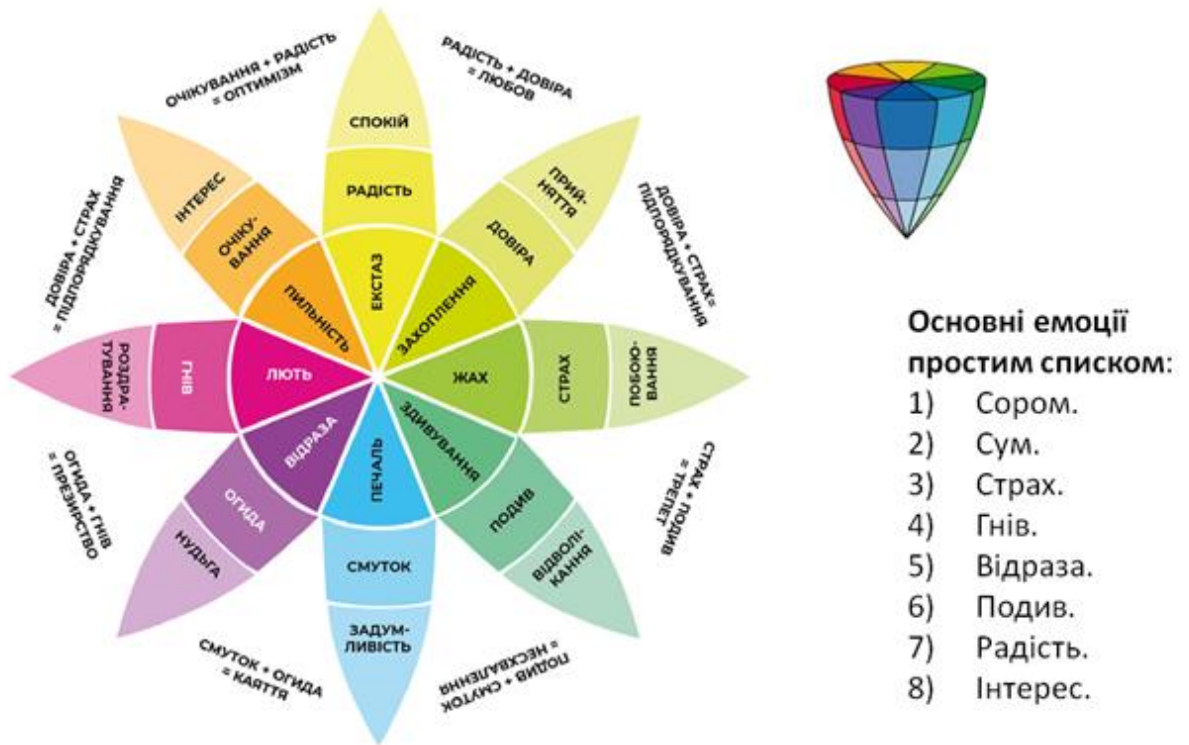 ОЧІКУВАННЯ + РАДІСТЬ
= ОПТИМІЗМ
РАДІСТЬ + ДОВІРА
= ЛЮБОВ
ДОВІРА + СТРАХ=
ПІДПОРЯДКУВАННЯ
СТРАХ + ПОДИВ
= ТРЕПЕТ
ПОДИВ + СМУТОК
= НЕСХВАЛЕННЯ
СМУТОК + ОГИДА
= КАЯТТЯ
ОГИДА + ГНІВ
= ПРЕЗИРСТВО
ДОВІРА + СТРАХ
= ПІДПОРЯДКУВАННЯ
СПОКІЙ
РАДІСТЬ
ЕКСТАЗ
ПРИЙ-
НЯТТЯ
ДОВІРА
ЗАХОПЛЕННЯ
ПОБОЮ-
ВАННЯ
СТРАХ
ЖАХ
ВІДВОЛІ-
КАННЯ
ПОДИВ
ЗДИВУВАННЯ
ЗАДУМ-
ЛИВІСТЬ
СМУТОК
ПЕЧАЛЬ
НУДЬГА
ОГИДА
ВІДРАЗА
РОЗДРА-
ТУВАННЯ
ГНІВ
ЛЮТЬ
ІНТЕРЕС
ОЧІКУ-
ВАННЯ
ПИЛЬНІСТЬ
Основні емоції
простим списком:
1) Сором.
2) Сум.
3) Страх.
4) Гнів.
5) Відраза.
6) Подив.
7) Радість.
8) Інтерес.